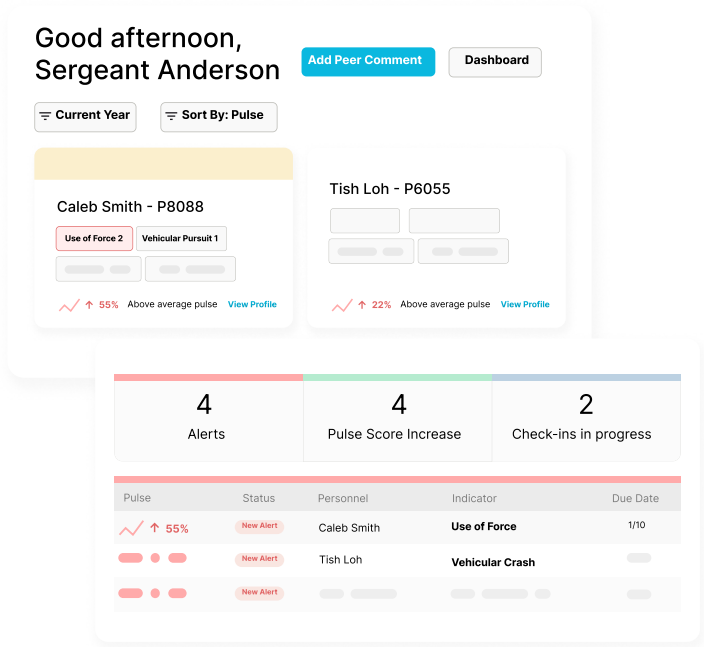 Good afternoon,
Sergeant Anderson
Add Peer Comment
Dashboard
Current Year
Sort By: Pulse
Caleb Smith - P8088
Use of Force 2
Vehicular Pursuit 1
55%
Above average pulse
View Profile
Tish Loh - P6055
22%
Above average pulse
View Profile
4
Alerts
4
Pulse Score Increase
2
Check-ins in progress
Pulse
Status
Personnel
Indicator
Due Date
55%
New Alert
Caleb Smith
Use of Force
1/10
New Alert
Tish Loh
Vehicular Crash
New Alert